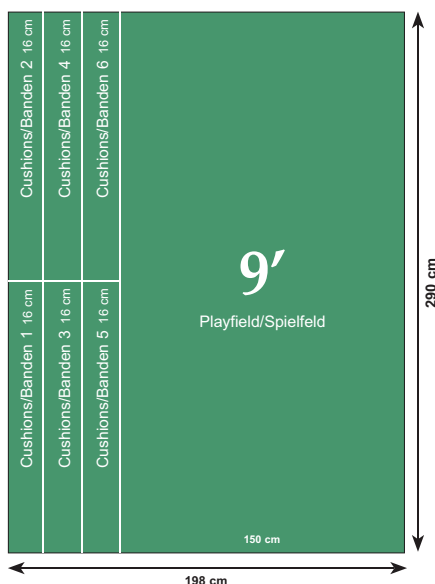 Cushions/Banden 2 16 cm
Cushions/Banden 4 16 cm
Cushions/Banden 6 16 cm
Cushions/Banden 1 16 cm
Cushions/Banden 3 16 cm
Cushions/Banden 5 16 cm
9′
Playfield/Spielfeld
150 cm
290 cm
198 cm